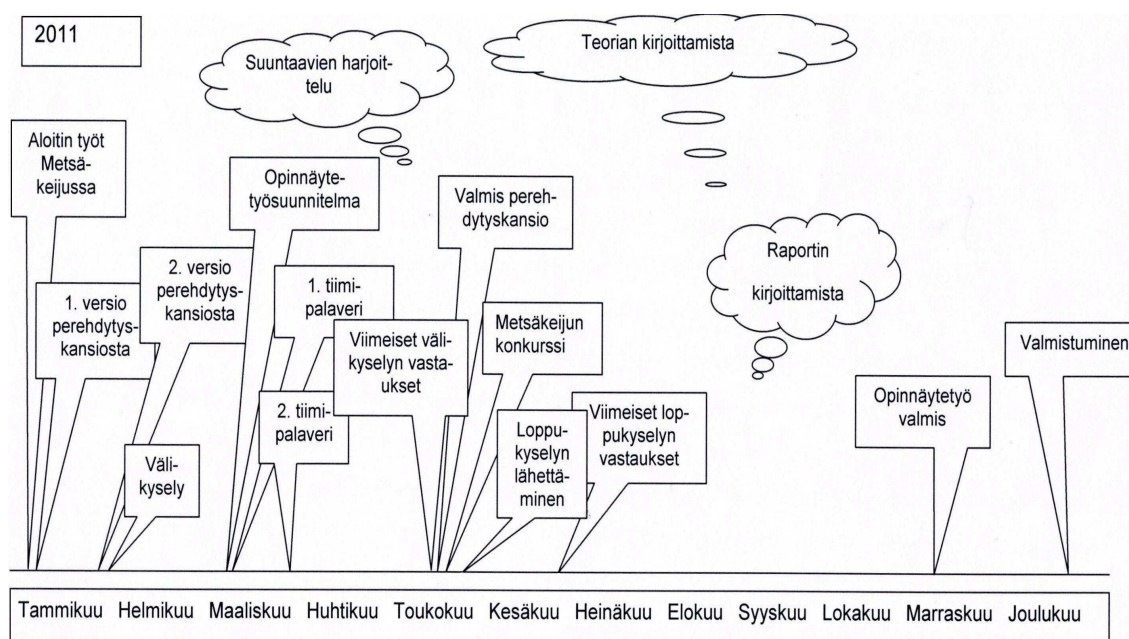 2011
Suuntaavien harjoit-
telu
Teorian kirjoittamista
Aloitin työt
Metsä-
keijussa
Opinnäyte-
työsuunnitelma
Valmis pereh-
dytyskansio
2. versio
perehdytys-
kansiosta
1. versio
perehdytys-
kansiosta
1. tiimi-
palaveri
Viimeiset väli-
kyselyn vasta-
ukset
Metsäkeijun
konkurssi
Raportin
kirjoittamista
Valmistuminen
Väli-
kysely
2. tiimi-
palaveri
Loppu-
kyselyn
lähettä-
minen
Viimeiset lop-
pukyselyn
vastaukset
Opinnäytetyö
valmis
Tammikuu Helmikuu Maaliskuu Huhtikuu Toukokuu Kesäkuu Heinäkuu Elokuu Syyskuu Lokakuu Marraskuu Joulukuu